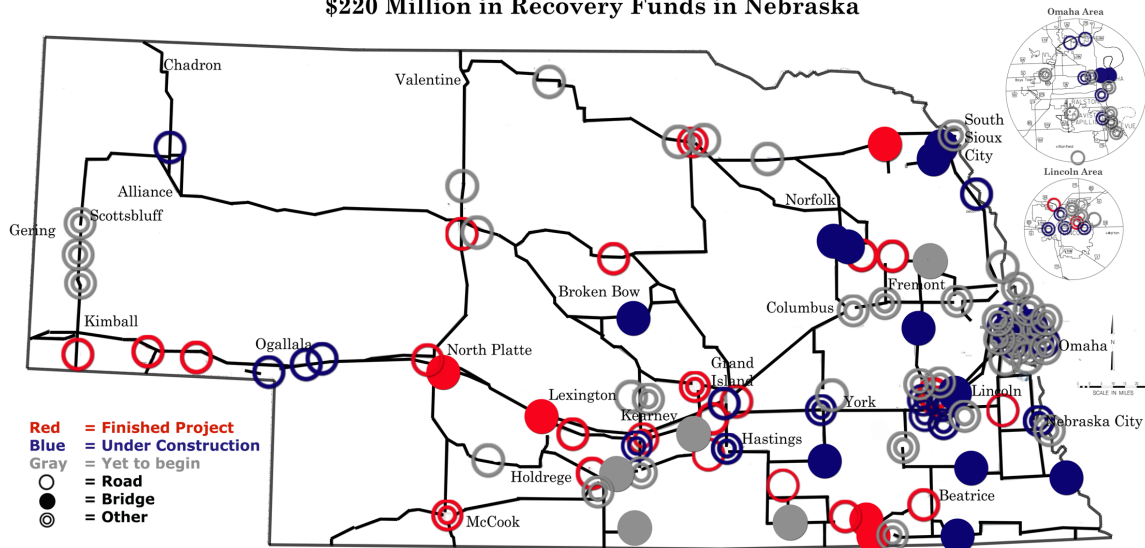 $220 Million in Recovery Funds in Nebraska
Omaha Area
Chadron
Valentine
South
Sioux
City
Lincoln Area
Alliance
Norfolk
Scottsbluff
Gering
Broken Bow
Fremont
Columbus
Kimball
Ogallala
North Platte
Grand
Island
Omaha
SCALE IN MILES
Lexington
Lincoln
York
Kearney
Nebraska City
Hastings
Holdrege
Beatrice
McCook
Red = Finished Project
Blue = Under Construction
Gray = Yet to begin
= Road
= Bridge
= Other